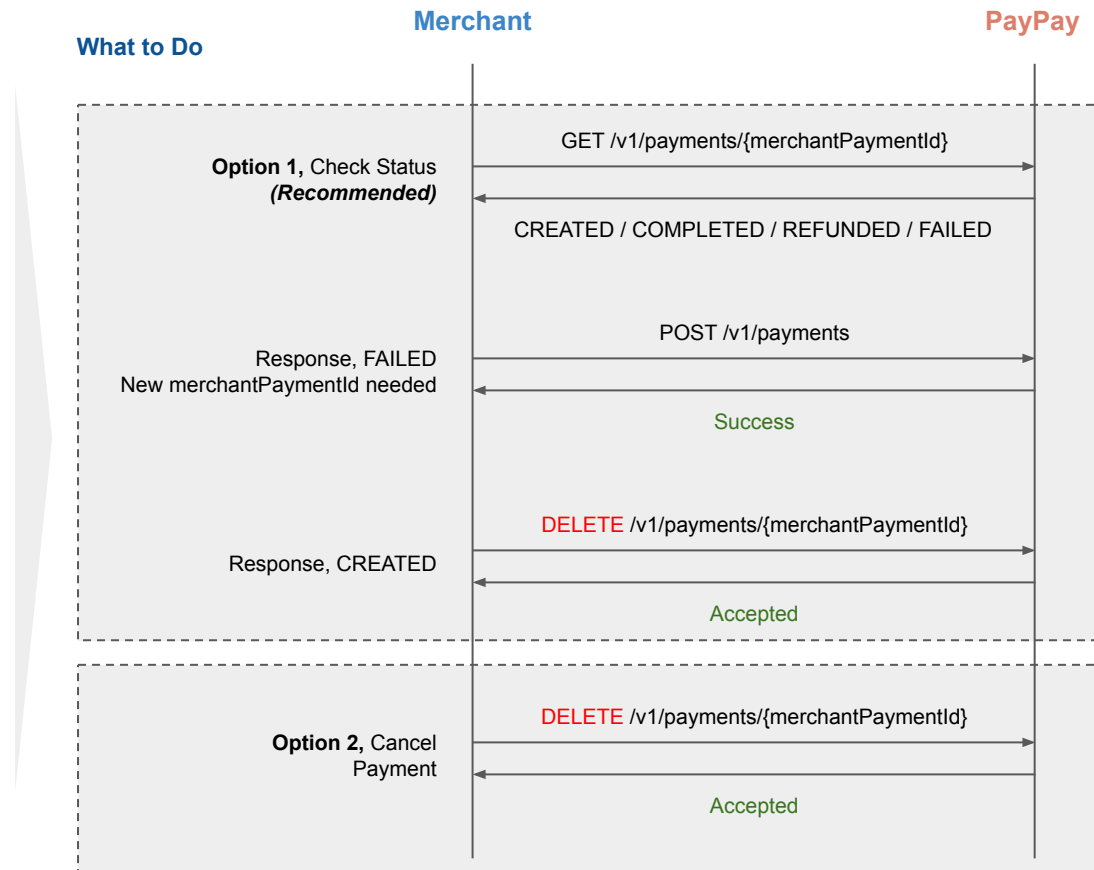 Merchant
PayPay
What to Do
GET /v1/payments/{merchantPaymentId}
Option 1, Check Status
(Recommended)
CREATED / COMPLETED / REFUNDED / FAILED
POST /v1/payments
Response, FAILED
New merchantPaymentId needed
Success
DELETE /v1/payments/{merchantPaymentId}
Response, CREATED
Accepted
DELETE /v1/payments/{merchantPaymentId}
Option 2, Cancel
Payment
Accepted